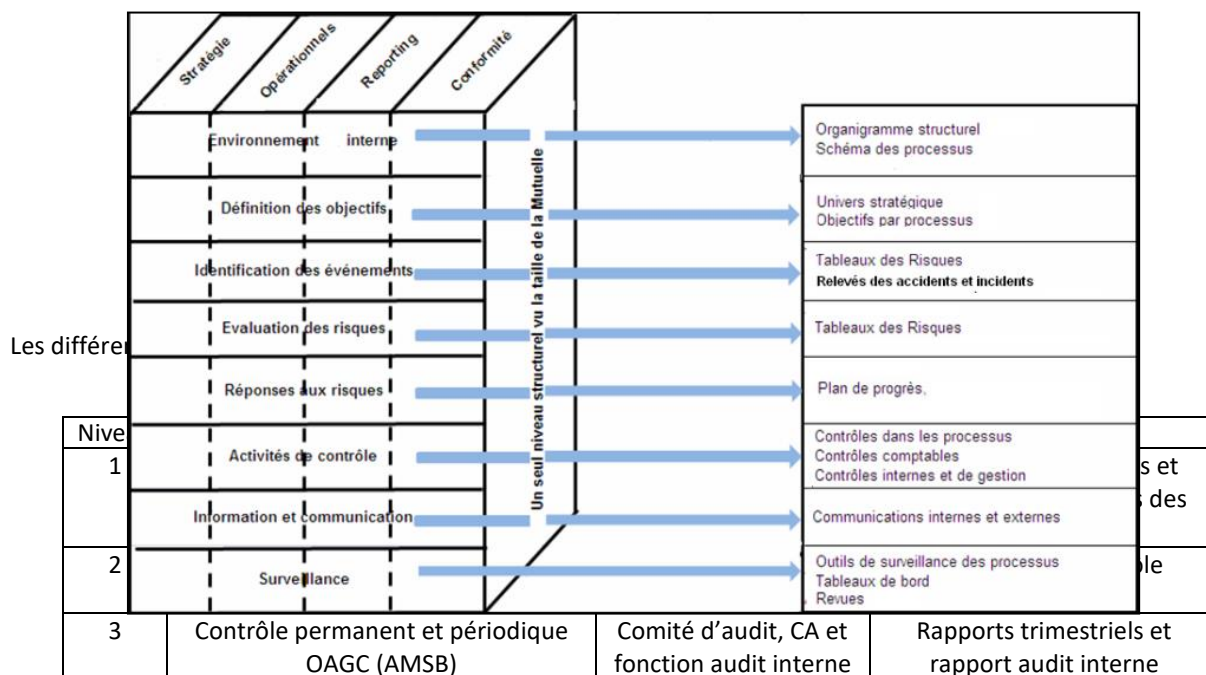 Stratégie
Opérationnels
Reporting
Conformité
Environnement interne
Définition des objectifs
Identification des événements
Evaluation des risques
Réponses aux risques
Activités de contrôle
Information et communication
Surveillance
Un seul niveau structurel vu la taille de la Mutuelle
Organigramme structurel
Schéma des processus
Univers stratégique
Objectifs par processus
Tableaux des Risques
Relevés des accidents et incidents
Tableaux des Risques
Plan de progrès,
Contrôles dans les processus
Contrôles comptables
Contrôles internes et de gestion
Communications internes et externes
Outils de surveillance des processus
Tableaux de bord
Revues
Les
1
et
des
2
3
Contrôle permanent et périodique
OAGC (AMSB)
Comité d’audit, CA et
fonction audit interne
Rapports trimestriels et
rapport audit interne